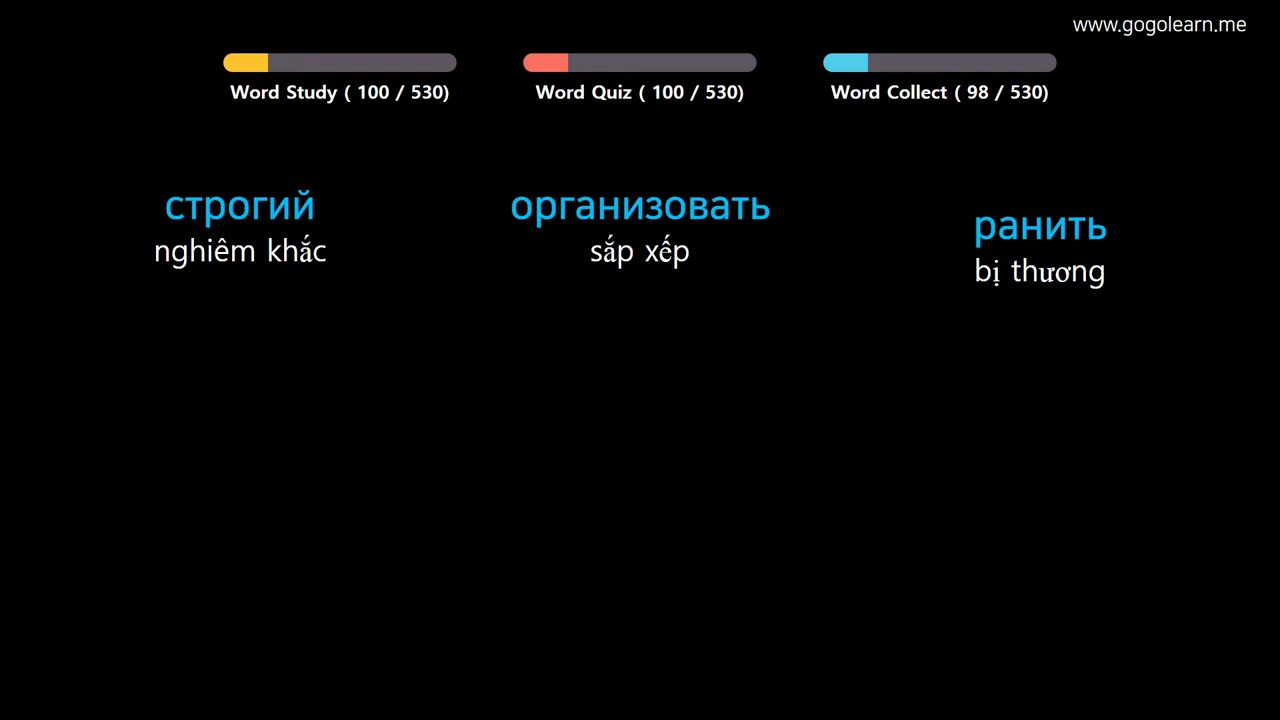 www.gogolearn.me
Word Study ( 100 / 530)
Word Quiz ( 100 / 530)
Word Collect ( 98 / 530)
строгий
nghiêm khắc
организовать
sắp xếp
ранить
bị thương